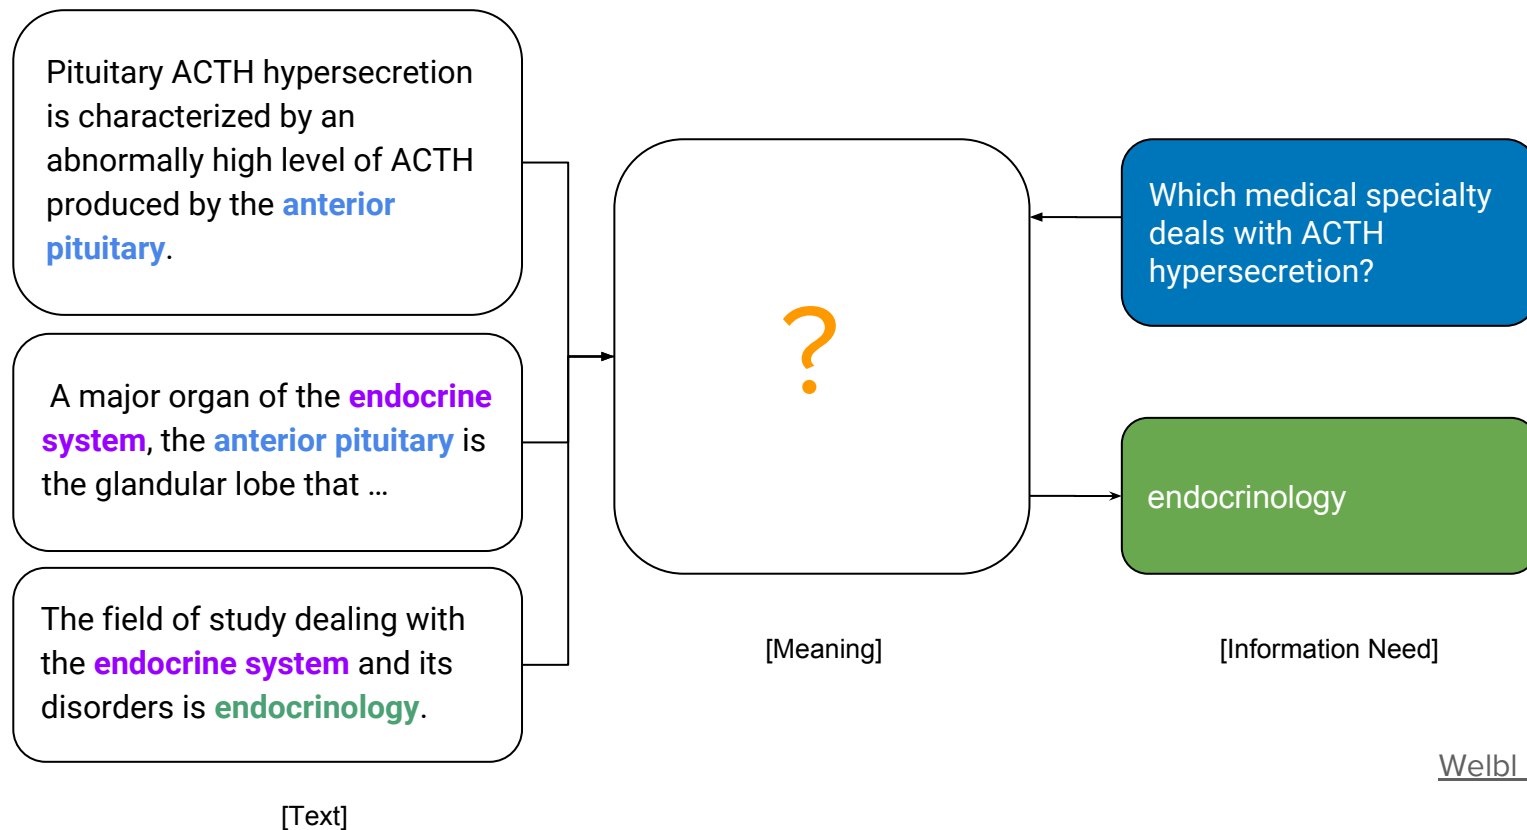 Pituitary ACTH hypersecretion
is characterized by an
abnormally high level of ACTH
produced by the anterior
pituitary.
A major organ of the endocrine
system, the anterior pituitary is
the glandular lobe that ...
The field of study dealing with
the endocrine system and its
disorders is endocrinology.
[Text]
?
[Meaning]
Which medical specialty
deals with ACTH
hypersecretion?
endocrinology
[Information Need]
Welbl